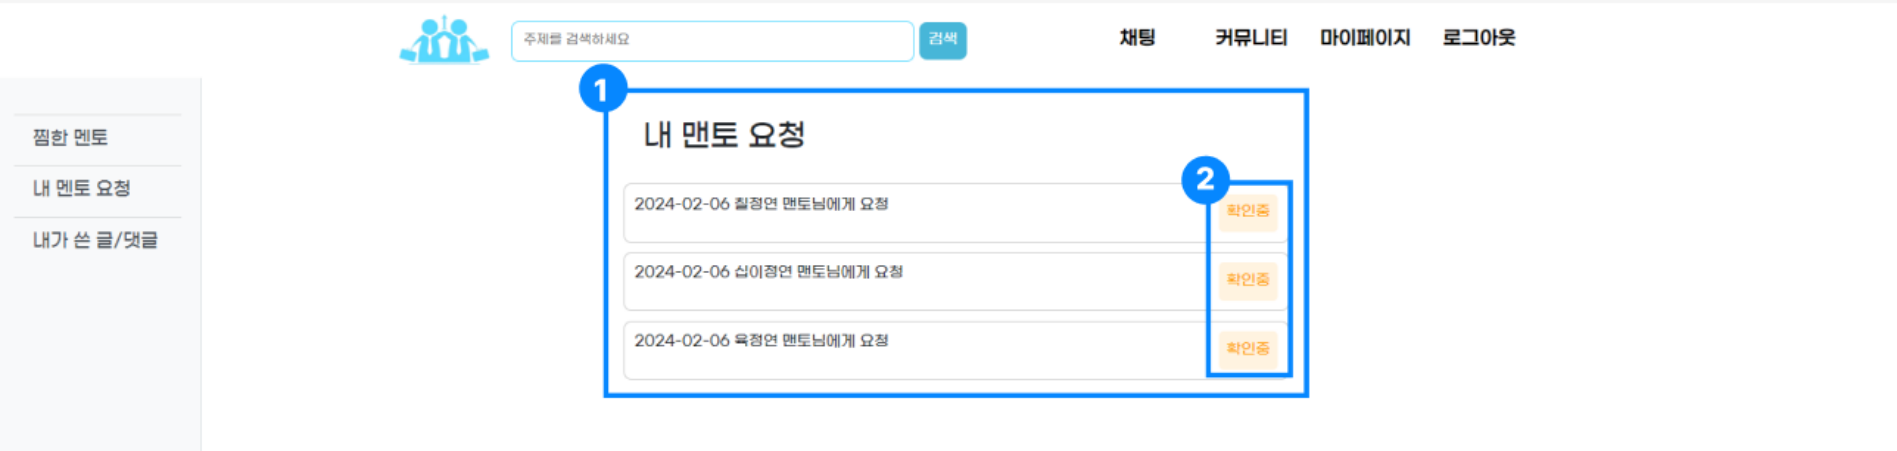 주제를 검색하세요
검색
채팅
커뮤니티
마이페이지
로그아웃
찜한 멘토
내 멘토 요청
내가 쓴 글/댓글
1
내 맨토 요청
2
2024-02-06 칠정연 맨토님에게 요청
확인중
2024-02-06 십이정연 맨토님에게 요청
확인중
2024-02-06 육정연 맨토님에게 요청
확인중